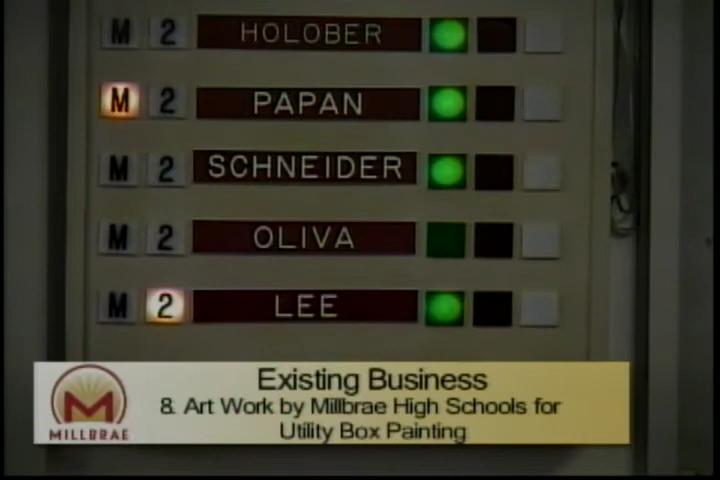 M 2 HOLOBER
M 2 PAPAN
M 2 SCHNEIDER
M 2 OLIVA
M 2 LEE
Existing Business
8. Art Work by Millbrae High Schools for
Utility Box Painting
M
MILLBRAE